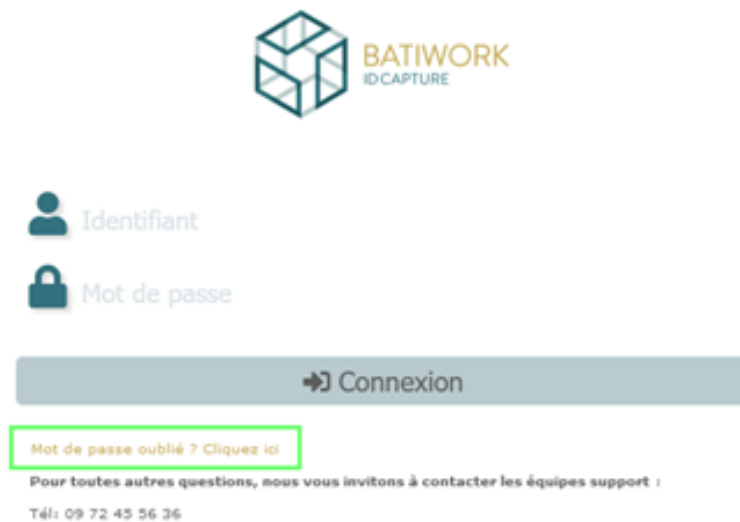 BATIWORK
IDCAPTURE
Identifiant
Mot de passe
Connexion
Mot de passe oublié ? Cliquez ici
Pour toutes autres questions, nous vous invitons à contacter les équipes support :
Tél: 09 72 45 56 36